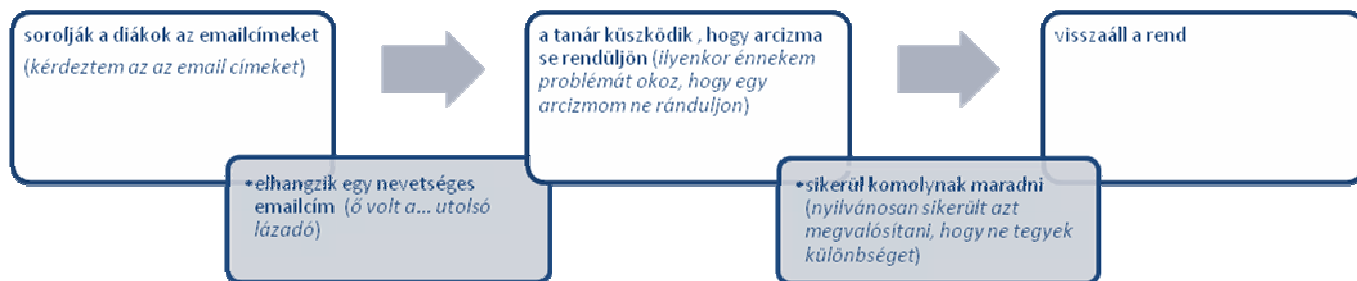 sorolják a diákok az emailcímeket
(kérdeztem az az email címeket)
•elhangzik egy nevetséges
emailcím (ő volt a... utolsó
lázadó)
a tanár küszködik , hogy arcizma
se rendüljön (ilyenkor énnekem
problémát okoz, hogy egy
arcizmom ne ránduljon)
•sikerül komolynak maradni
(nyilvánosan sikerült azt
megvalósítani, hogy ne tegyek
különbséget)
visszaáll a rend